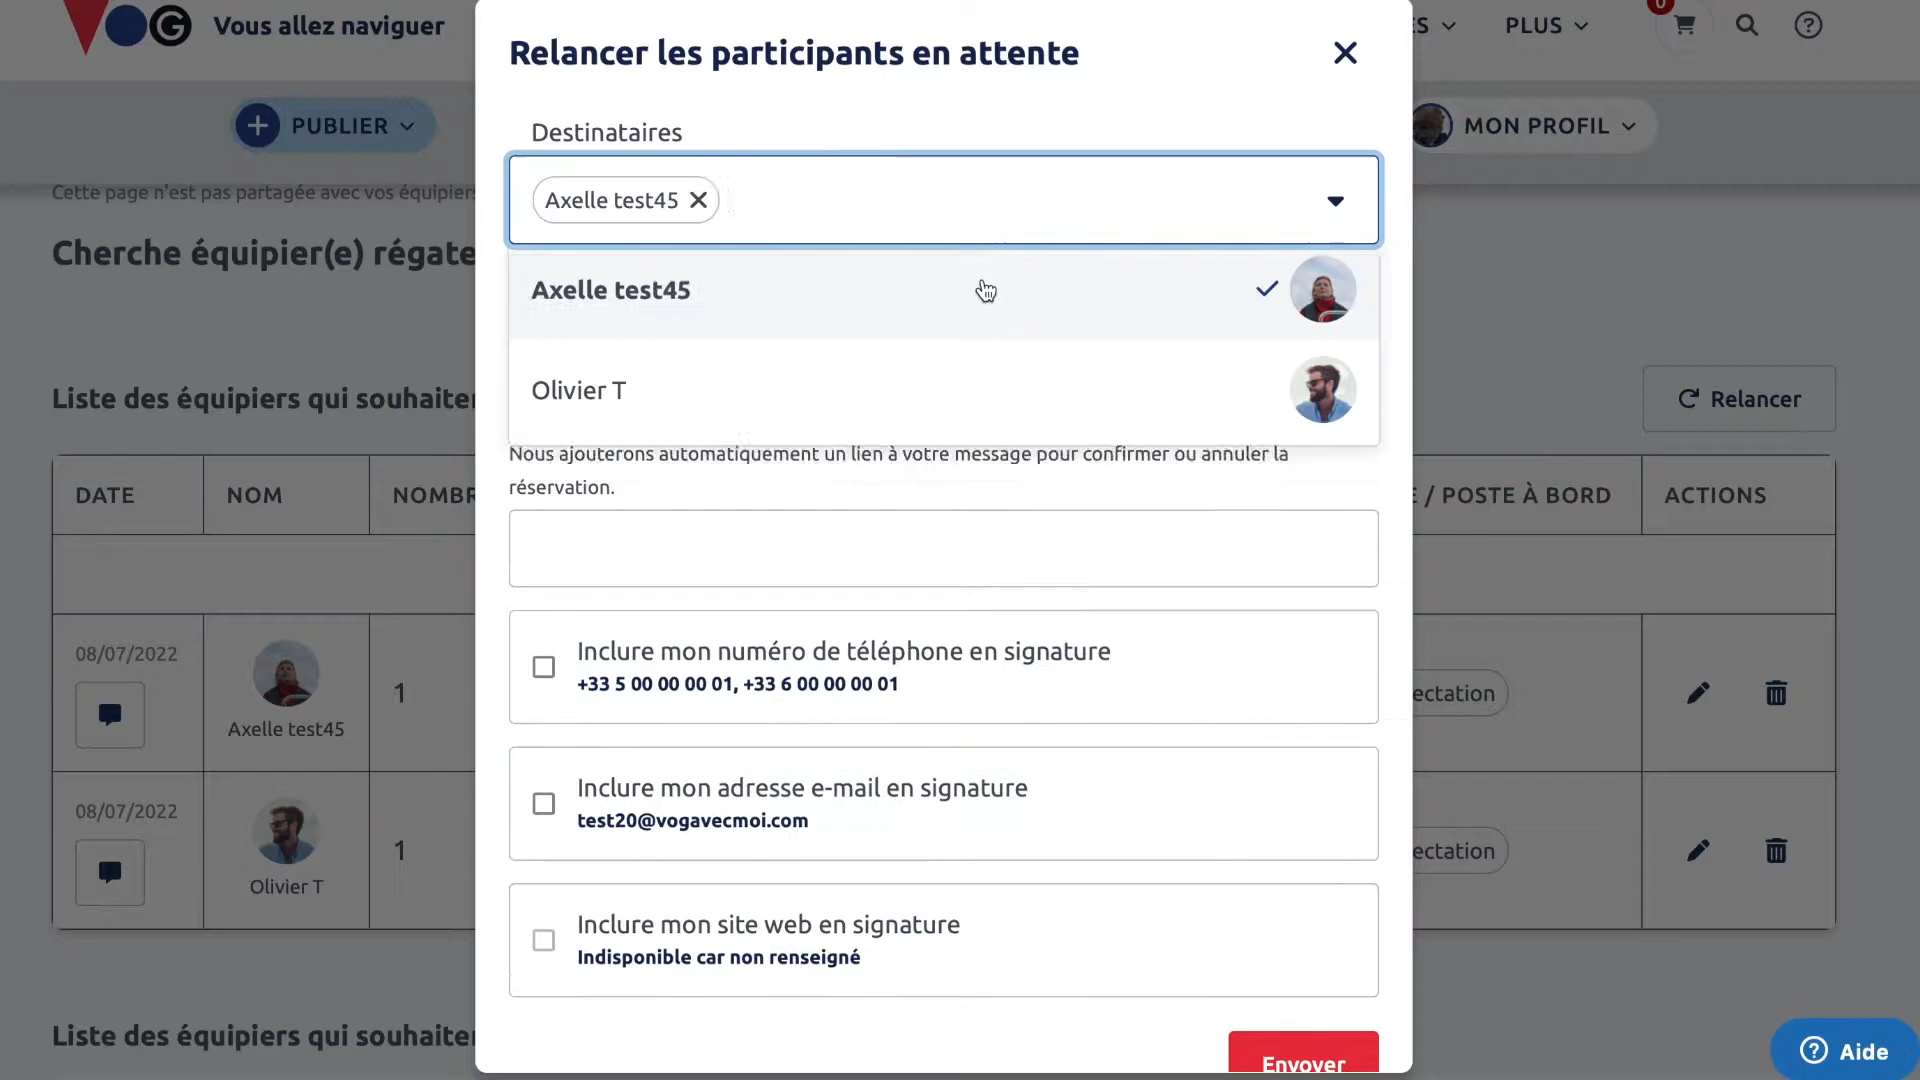 VOG
Vous allez naviguer
ES
PLUS
0
PUBLIER
MON PROFIL
Cette page n'est pas partagée avec vos équipiers
Cherche équipier(e) régate
Liste des équipiers qui souhaiter
Relancer
DATE
NOM
NOMBR
E / POSTE À BORD
ACTIONS
08/07/2022
Axelle test45
1
ectation
08/07/2022
Olivier T
1
ectation
Liste des équipiers qui souhaiter
Relancer les participants en attente
Destinataires
Axelle test45
Axelle test45
Olivier T
Nous ajouterons automatiquement un lien à votre message pour confirmer ou annuler la
réservation.
Inclure mon numéro de téléphone en signature
+33 5 00 00 00 01, +33 6 00 00 00 01
Inclure mon adresse e-mail en signature
test20@vogavecmoi.com
Inclure mon site web en signature
Indisponible car non renseigné
Envoyer
Aide